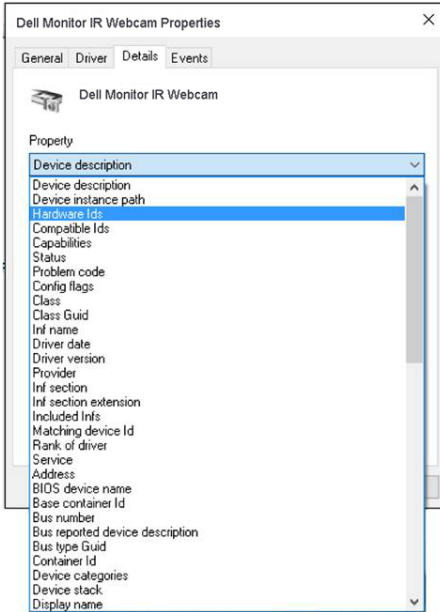 Dell Monitor IR Webcam Properties
General Driver Details Events
Dell Monitor IR Webcam
Property
Device description
Device description
Device instance path
Hardware Ids
Compatible Ids
Capabilities
Status
Problem code
Config flags
Class
Class Guid
Inf name
Driver date
Driver version
Provider
Inf section
Inf section extension
Included Infs
Matching device Id
Rank of driver
Service
Address
BIOS device name
Base container Id
Bus number
Bus reported device description
Bus type Guid
Container Id
Device categories
Device stack
Display name